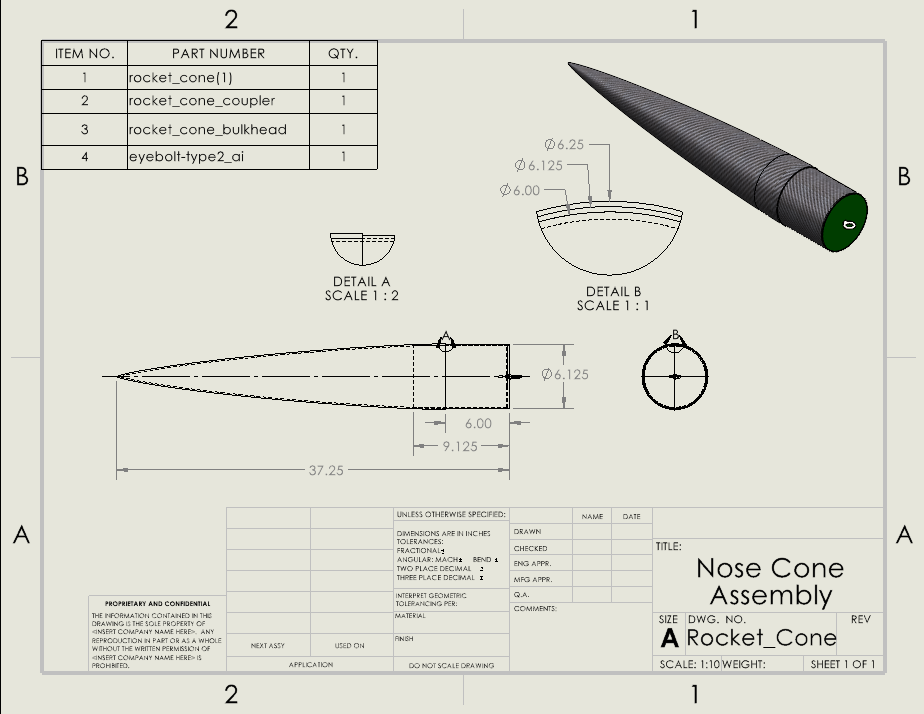 2 1
ITEM NO. PART NUMBER QTY.
1 rocket_cone(1) 1
2 rocket_cone_coupler 1
3 rocket_cone_bulkhead 1
4 eyebolt-type2_ai 1
B B
Ø6.25
Ø6.125
Ø6.00
DETAIL A
SCALE 1 : 2
DETAIL B
SCALE 1 : 1
A
B
Ø6.125
6.00
9.125
37.25
A A
PROPRIETARY AND CONFIDENTIAL
THE INFORMATION CONTAINED IN THIS
DRAWING IS THE SOLE PROPERTY OF
<INSERT COMPANY NAME HERE>. ANY
REPRODUCTION IN PART OR AS A WHOLE
WITHOUT THE WRITTEN PERMISSION OF
<INSERT COMPANY NAME HERE> IS
PROHIBITED.
NEXT ASSY USED ON
APPLICATION
UNLESS OTHERWISE SPECIFIED:
DIMENSIONS ARE IN INCHES
TOLERANCES:
FRACTIONAL±
ANGULAR: MACH± BEND ±
TWO PLACE DECIMAL ±
THREE PLACE DECIMAL ±
INTERPRET GEOMETRIC
TOLERANCING PER:
MATERIAL
FINISH
DO NOT SCALE DRAWING
NAME DATE
DRAWN
CHECKED
ENG APPR.
MFG APPR.
Q.A.
COMMENTS:
TITLE:
Nose Cone
Assembly
SIZE DWG. NO. REV
A Rocket_Cone
SCALE: 1:10 WEIGHT: SHEET 1 OF 1
2 1